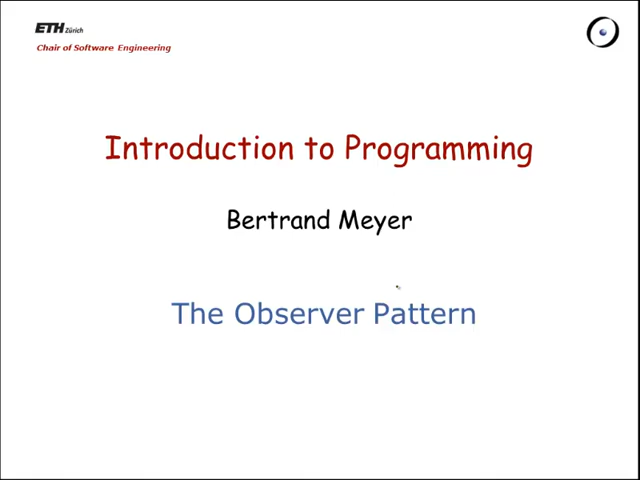 ETH Zürich
Chair of Software Engineering
Introduction to Programming
Bertrand Meyer
The Observer Pattern